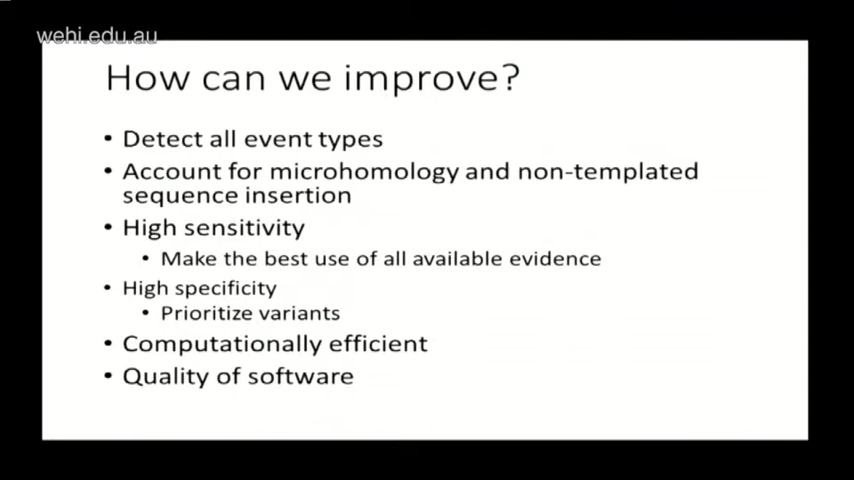 wehi.edu.au
How can we improve?
• Detect all event types
• Account for microhomology and non-templated
sequence insertion
• High sensitivity
• Make the best use of all available evidence
• High specificity
• Prioritize variants
• Computationally efficient
• Quality of software